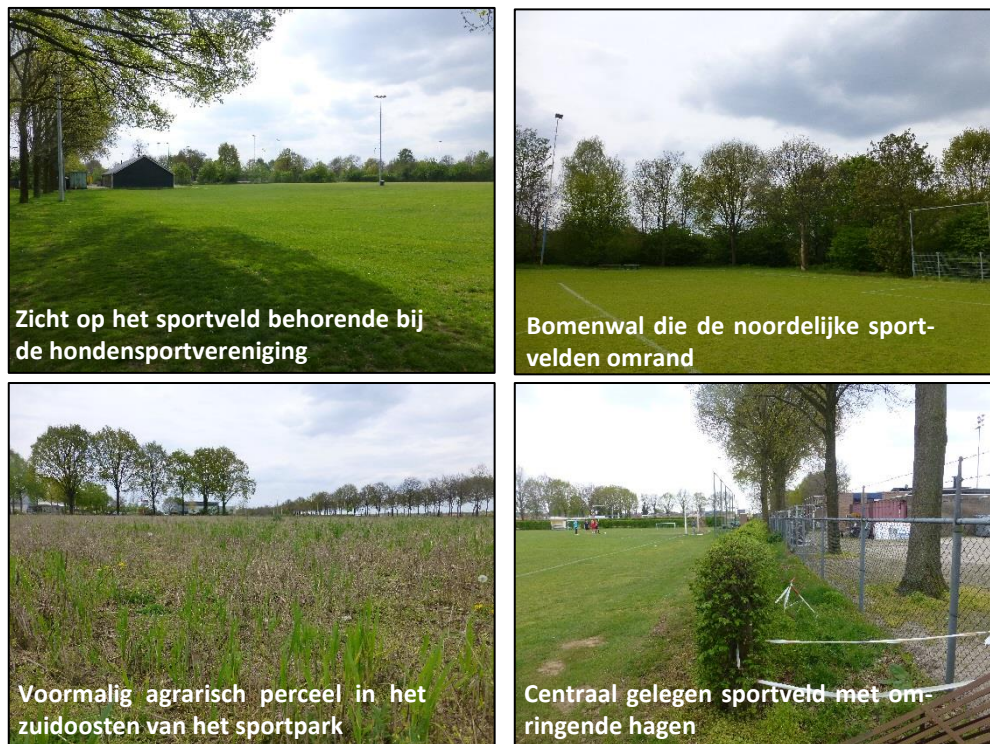 Zicht op het sportveld behorende bij
de hondensportvereniging
Bomenwal die de noordelijke sport-
velden omrand
Voormalig agrarisch perceel in het
zuidoosten van het sportpark
Centraal gelegen sportveld met om-
ringende hagen